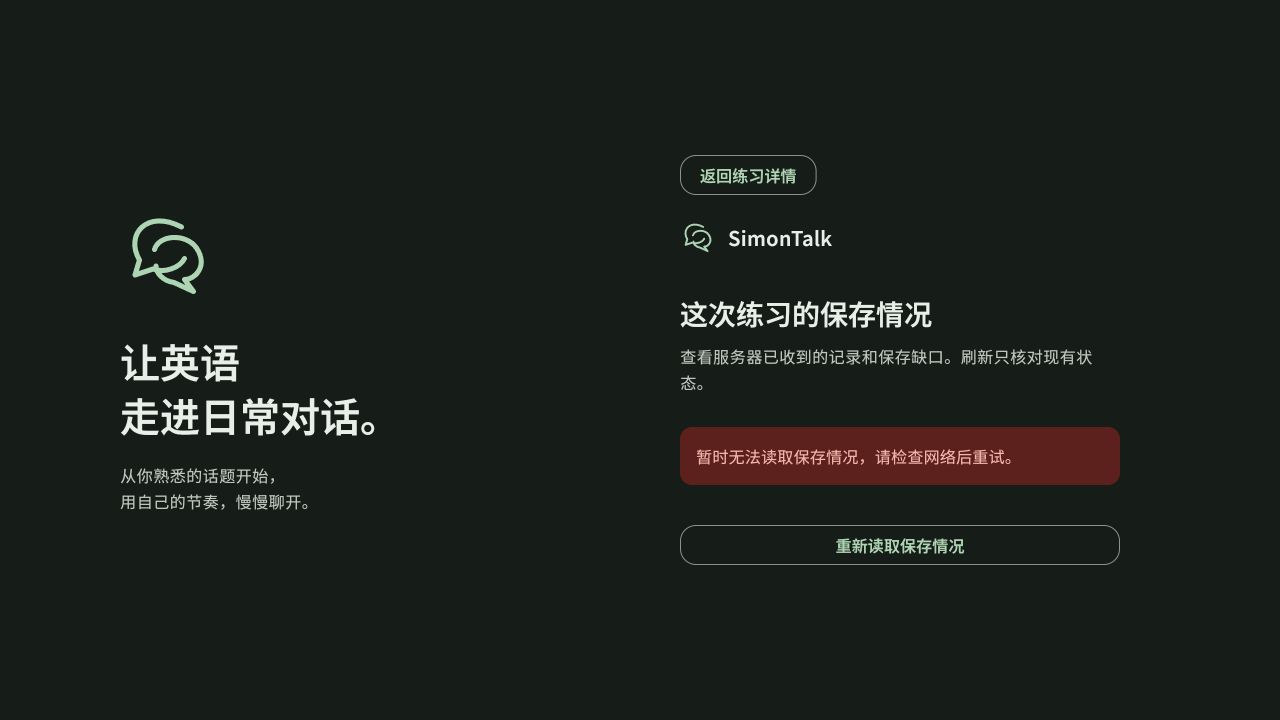 让英语
走进日常对话。
从你熟悉的话题开始，
用自己的节奏，慢慢聊开。
返回练习详情
SimonTalk
这次练习的保存情况
查看服务器已收到的记录和保存缺口。刷新只核对现有状
态。
暂时无法读取保存情况，请检查网络后重试。
重新读取保存情况